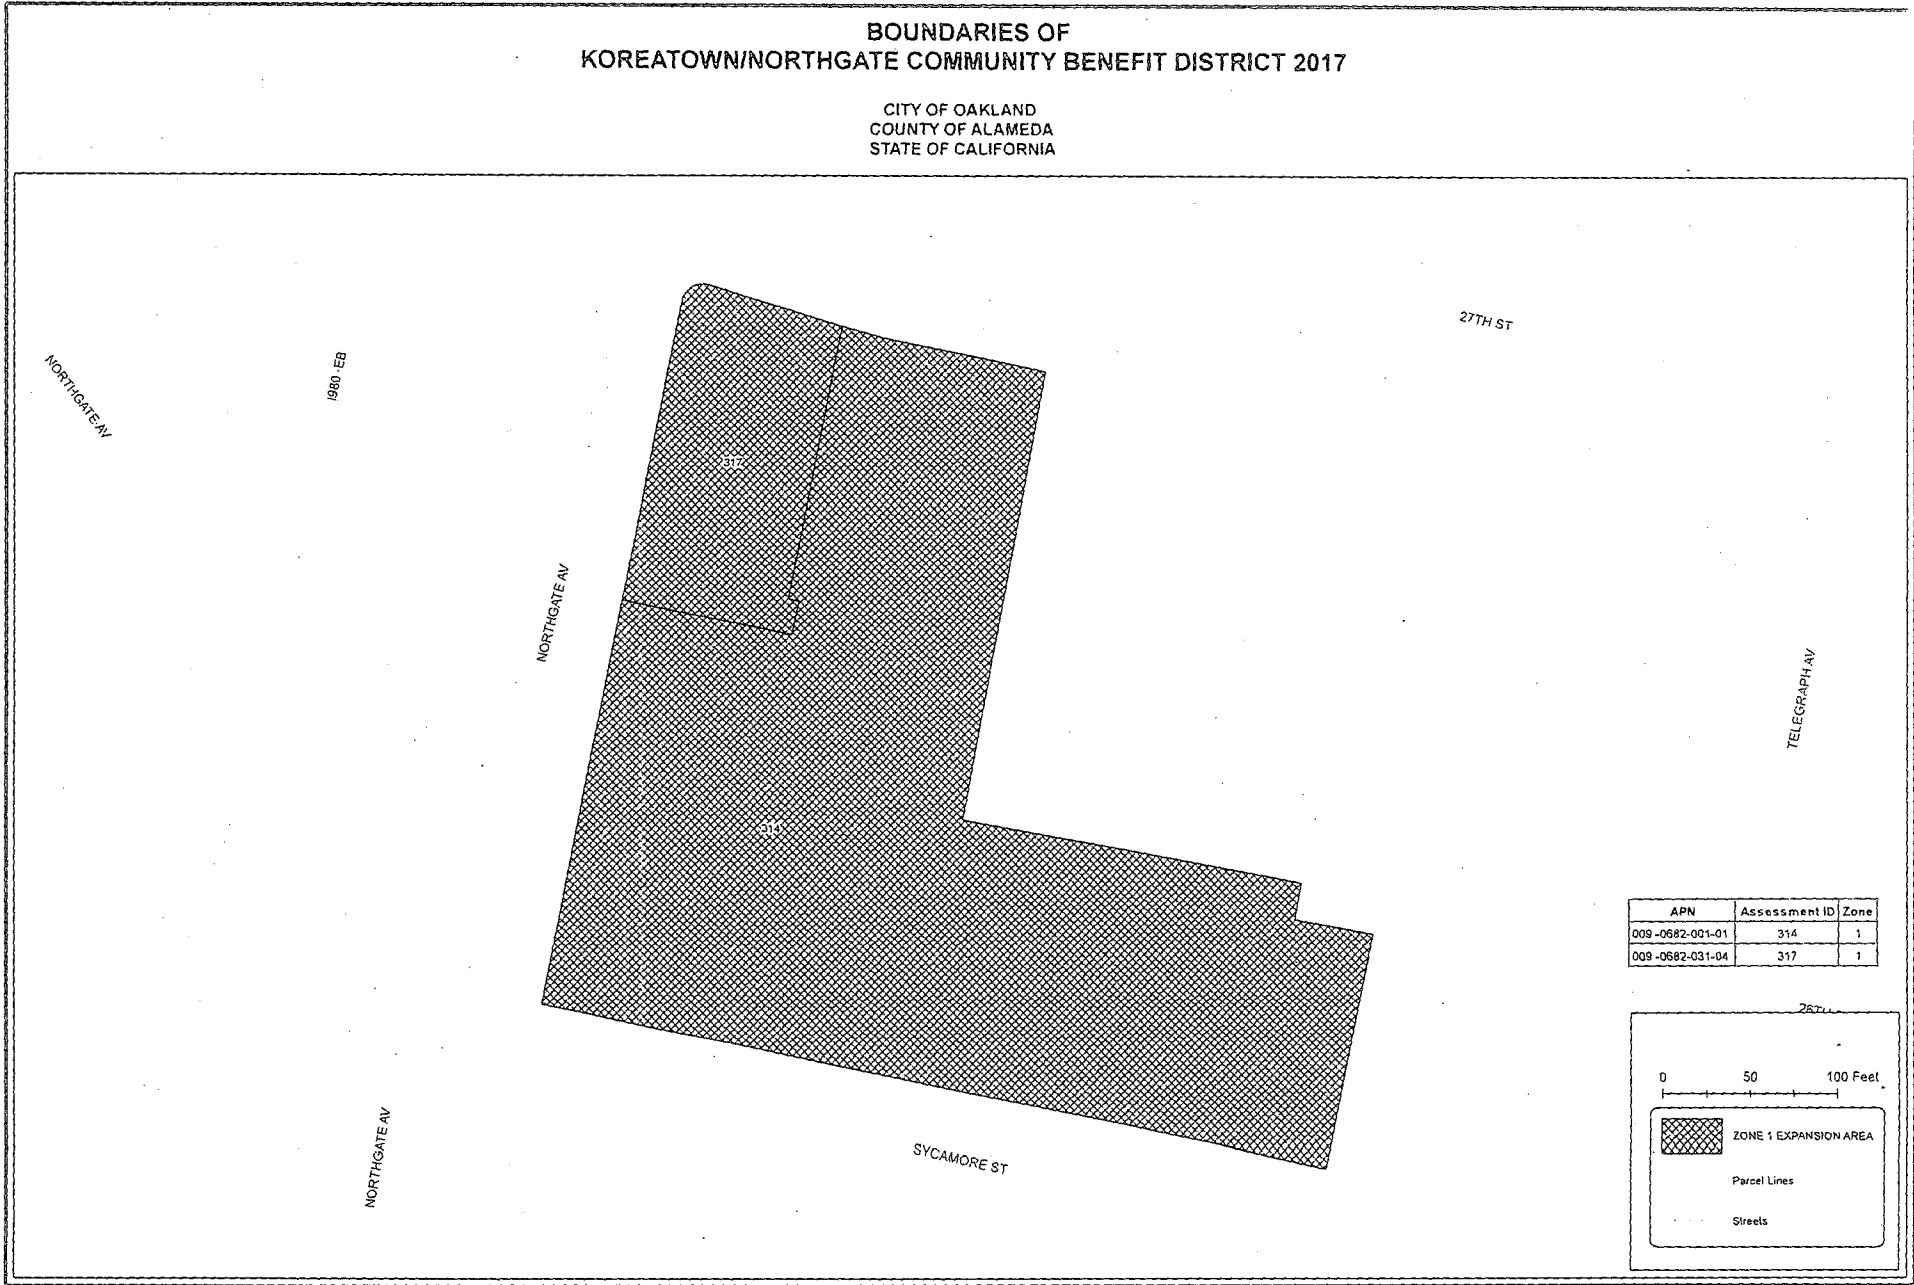 BOUNDARIES OF
KOREATOWN/NORTHGATE COMMUNITY BENEFIT DISTRICT 2017
CITY OF OAKLAND
COUNTY OF ALAMEDA
STATE OF CALIFORNIA
27TH ST
NORTHGATE AV
I980 - EB
317
NORTHGATE AV
TELEGRAPH AV
314
APN Assessment ID Zone
009 -0682-001-01 314 1
009 -0682-031-04 317 1
0 50 100 Feet
ZONE 1 EXPANSION AREA
NORTHGATE AV
SYCAMORE ST
Parcel Lines
Streets